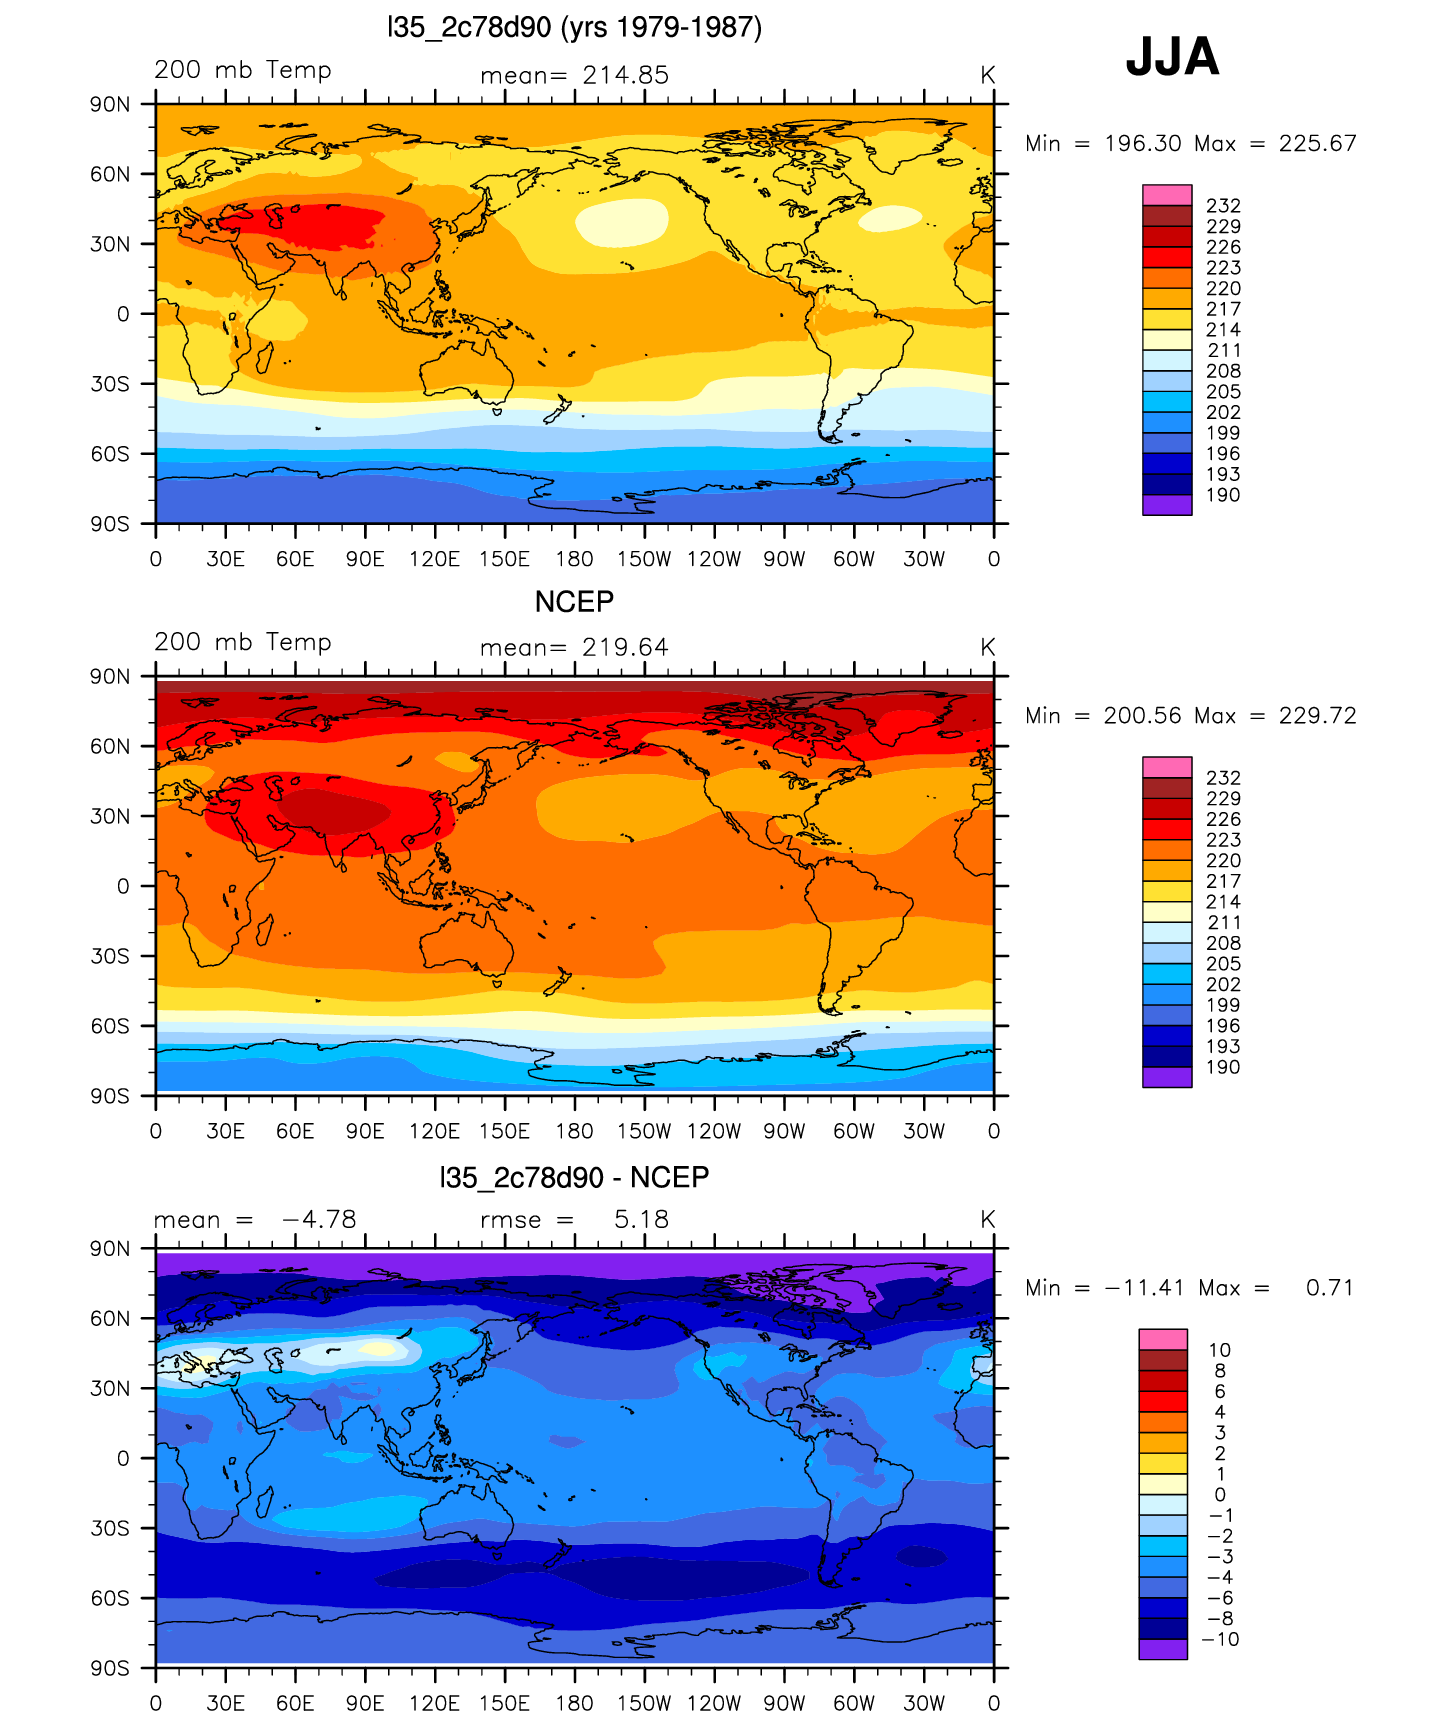 l35_2c78d90 (yrs 1979-1987)
JJA
200 mb Temp mean= 214.85 K
Min = 196.30 Max = 225.67
90N
60N
30N
0
30S
60S
90S
0 30E 60E 90E 120E 150E 180 150W 120W 90W 60W 30W 0
232
229
226
223
220
217
214
211
208
205
202
199
196
193
190
NCEP
200 mb Temp mean= 219.64 K
Min = 200.56 Max = 229.72
90N
60N
30N
0
30S
60S
90S
0 30E 60E 90E 120E 150E 180 150W 120W 90W 60W 30W 0
232
229
226
223
220
217
214
211
208
205
202
199
196
193
190
l35_2c78d90 - NCEP
mean = −4.78 rmse = 5.18 K
Min = −11.41 Max = 0.71
90N
60N
30N
0
30S
60S
90S
0 30E 60E 90E 120E 150E 180 150W 120W 90W 60W 30W 0
10
8
6
4
3
2
1
0
−1
−2
−3
−4
−6
−8
−10